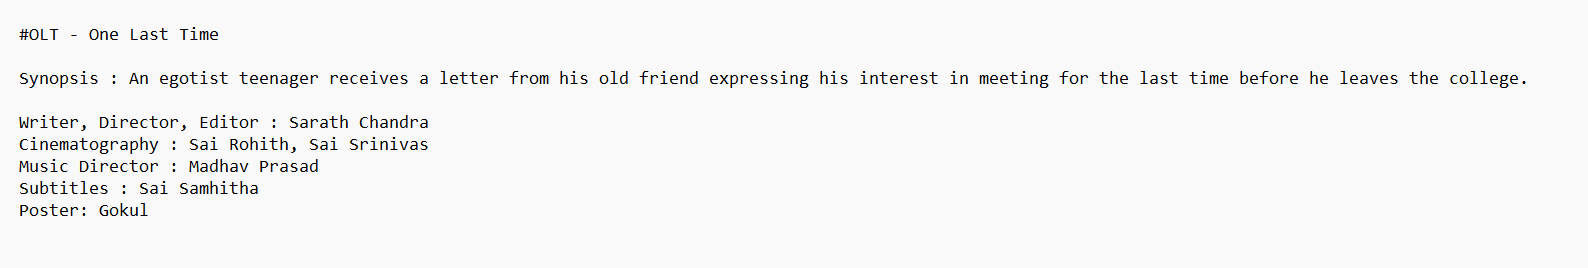 #OLT - One Last Time
Synopsis : An egotist teenager receives a letter from his old friend expressing his interest in meeting for the last time before he leaves the college.
Writer, Director, Editor : Sarath Chandra
Cinematography : Sai Rohith, Sai Srinivas
Music Director : Madhav Prasad
Subtitles : Sai Samhitha
Poster: Gokul